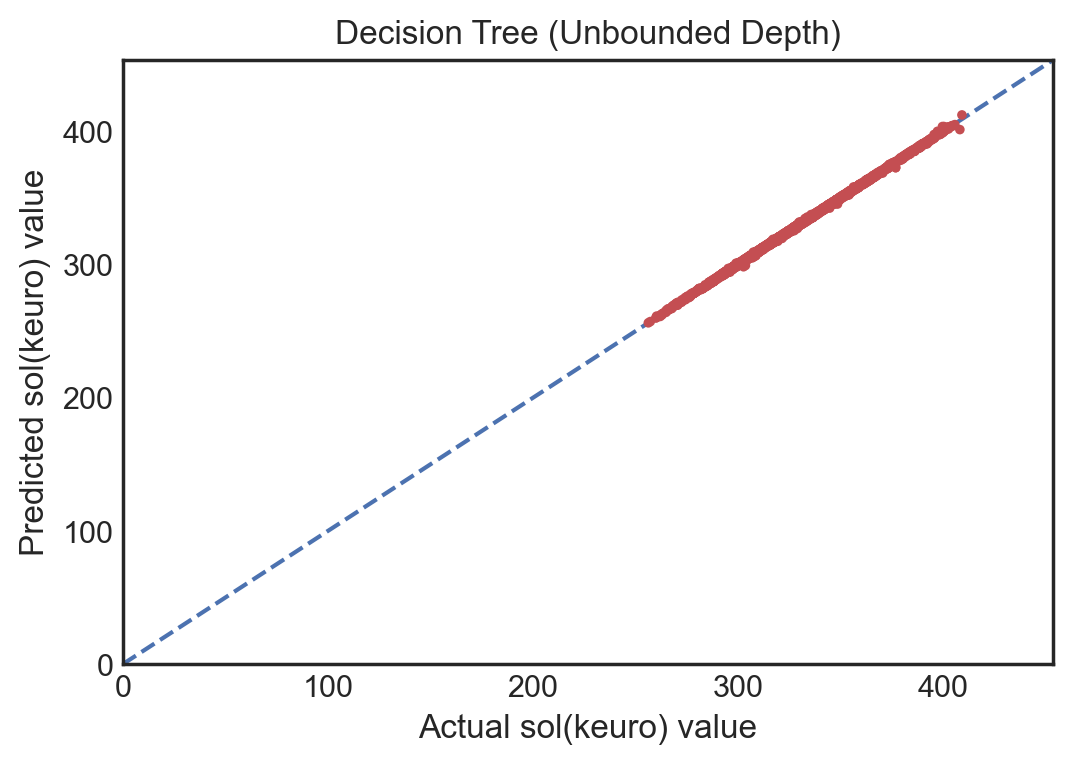 Decision Tree (Unbounded Depth)
400
300
200
100
0
Predicted sol(keuro) value
0 100 200 300 400
Actual sol(keuro) value